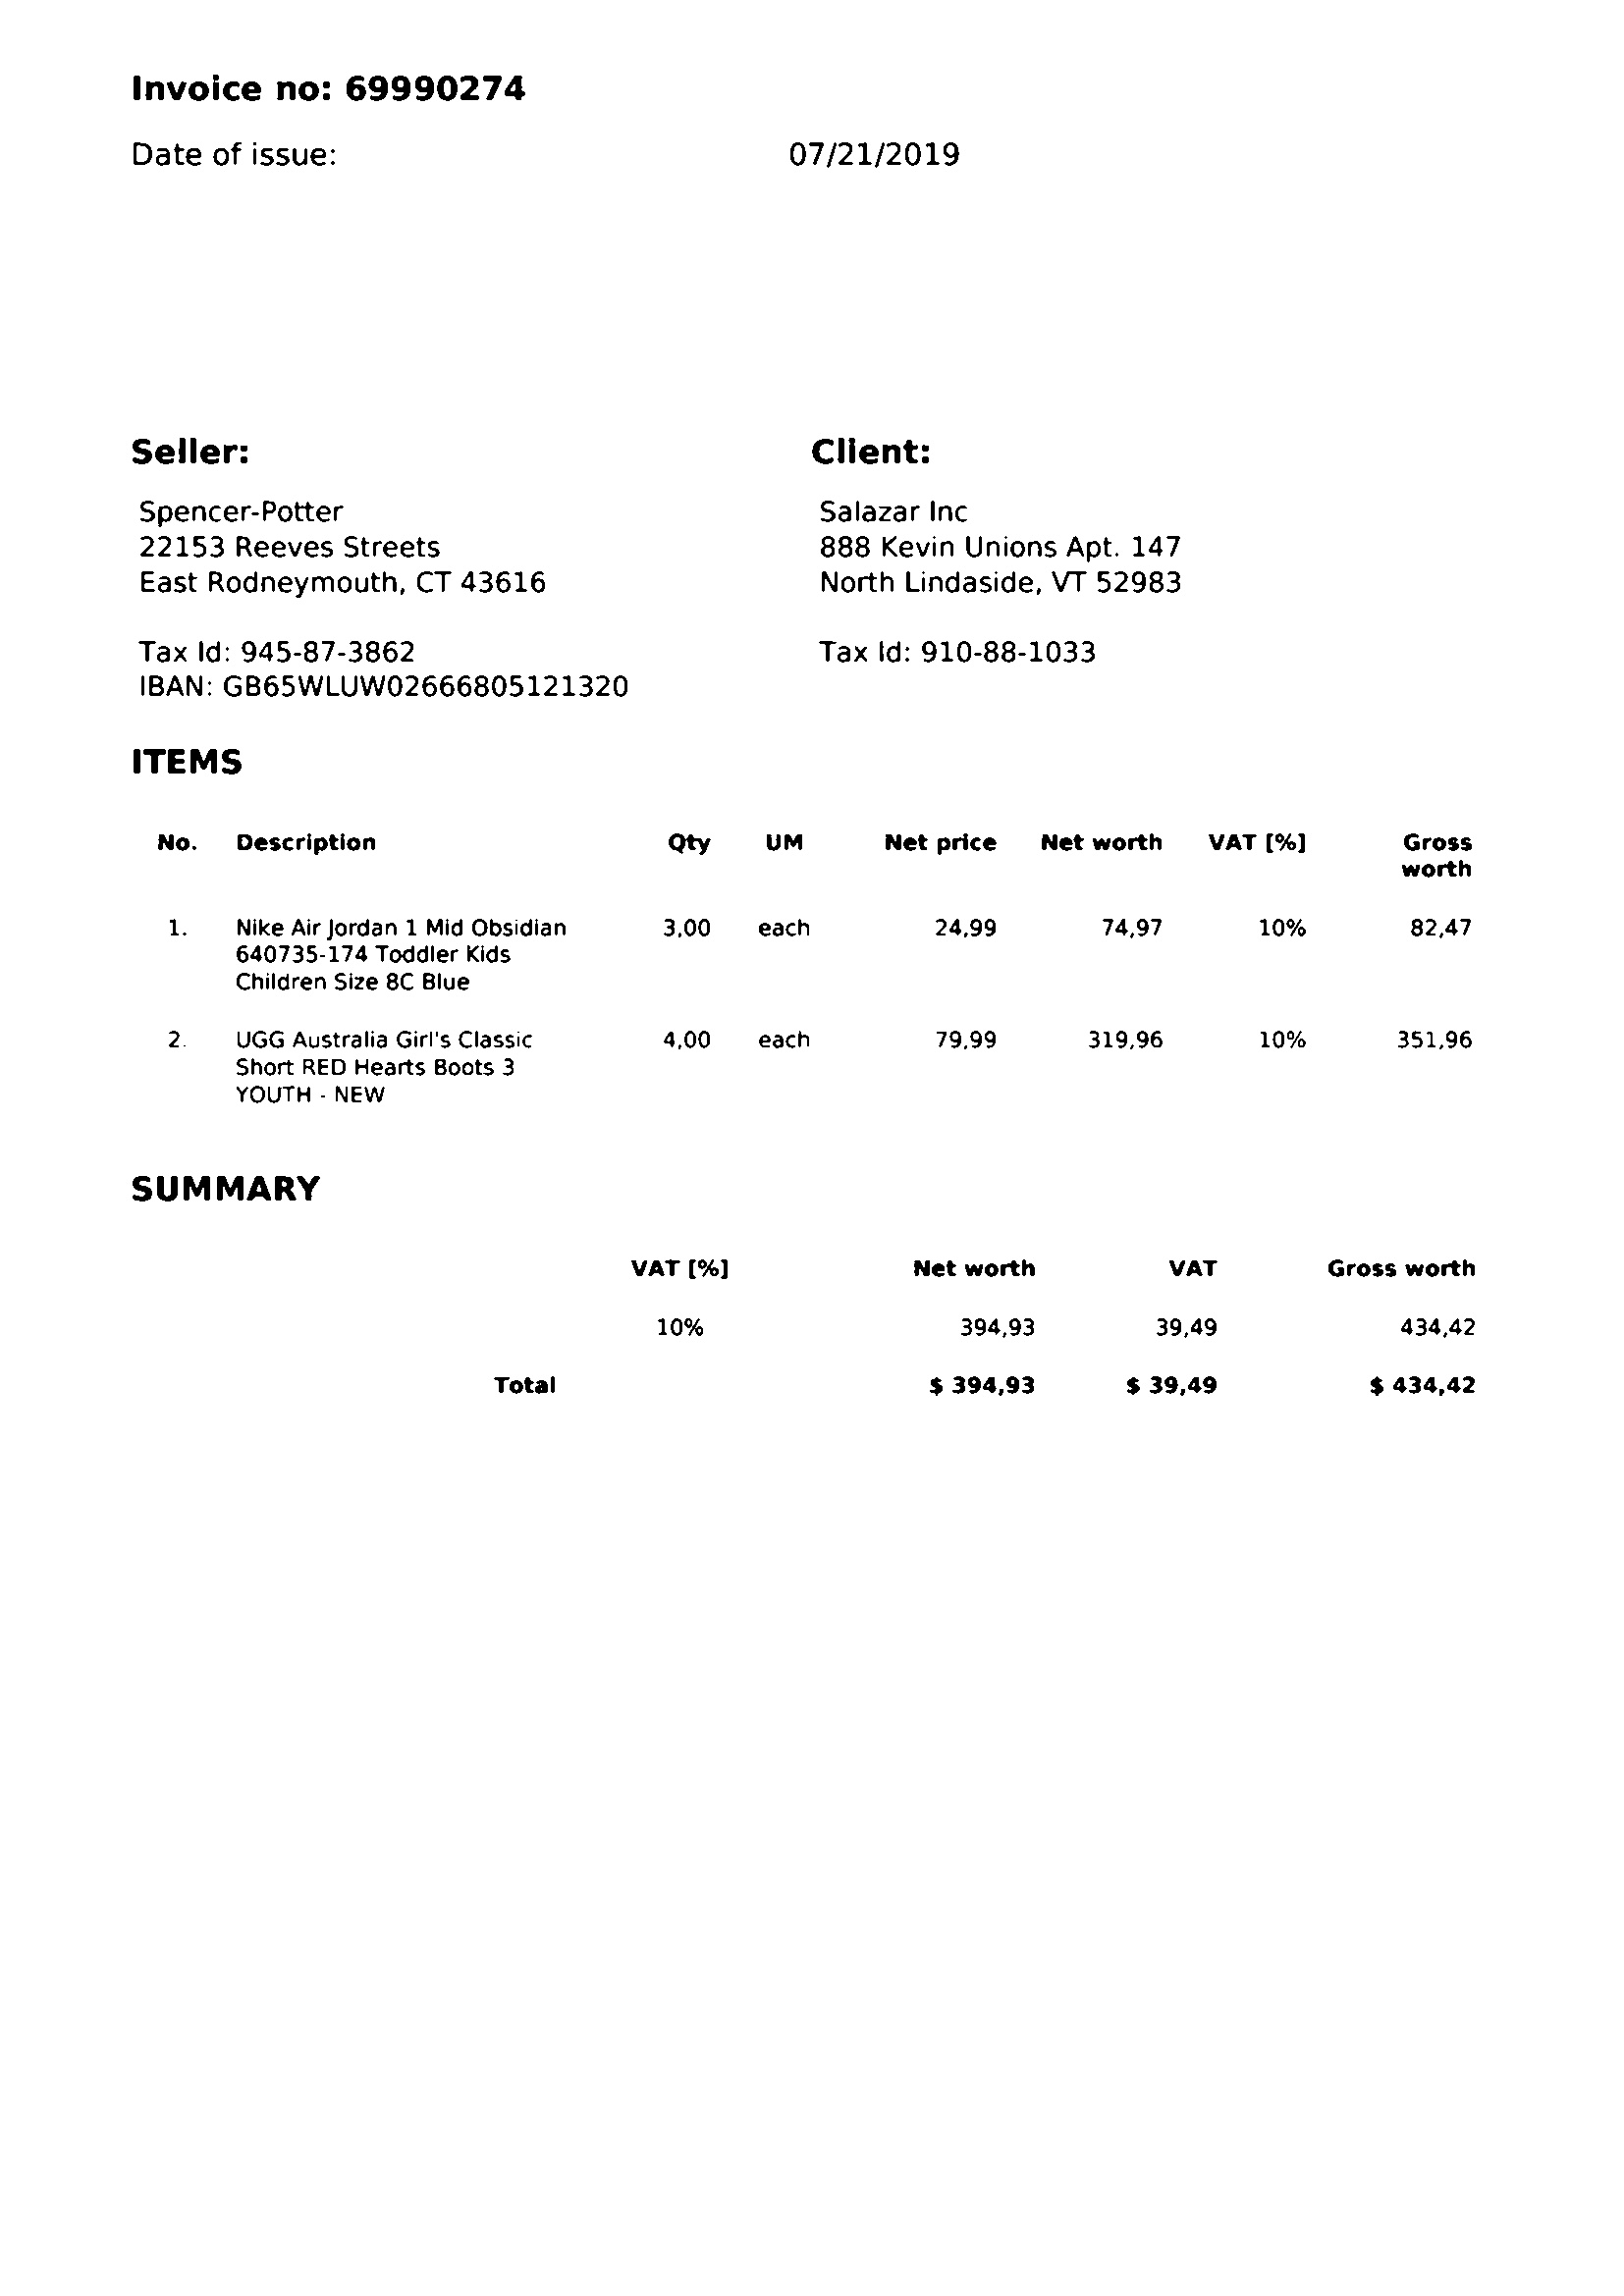 Invoice no: 69990274
Date of issue: 07/21/2019
Seller:
Spencer-Potter
22153 Reeves Streets
East Rodneymouth, CT 43616
Tax Id: 945-87-3862
IBAN: GB65WLUW02666805121320
Client:
Salazar Inc
888 Kevin Unions Apt. 147
North Lindaside, VT 52983
Tax Id: 910-88-1033
ITEMS
No. Description Qty UM Net price Net worth VAT [%] Gross
worth
1. Nike Air Jordan 1 Mid Obsidian 3,00 each 24,99 74,97 10% 82,47
640735-174 Toddler Kids
Children Size 8C Blue
2. UGG Australia Girl's Classic 4,00 each 79,99 319,96 10% 351,96
Short RED Hearts Boots 3
YOUTH - NEW
SUMMARY
VAT [%] Net worth VAT Gross worth
10% 394,93 39,49 434,42
Total $ 394,93 $ 39,49 $ 434,42